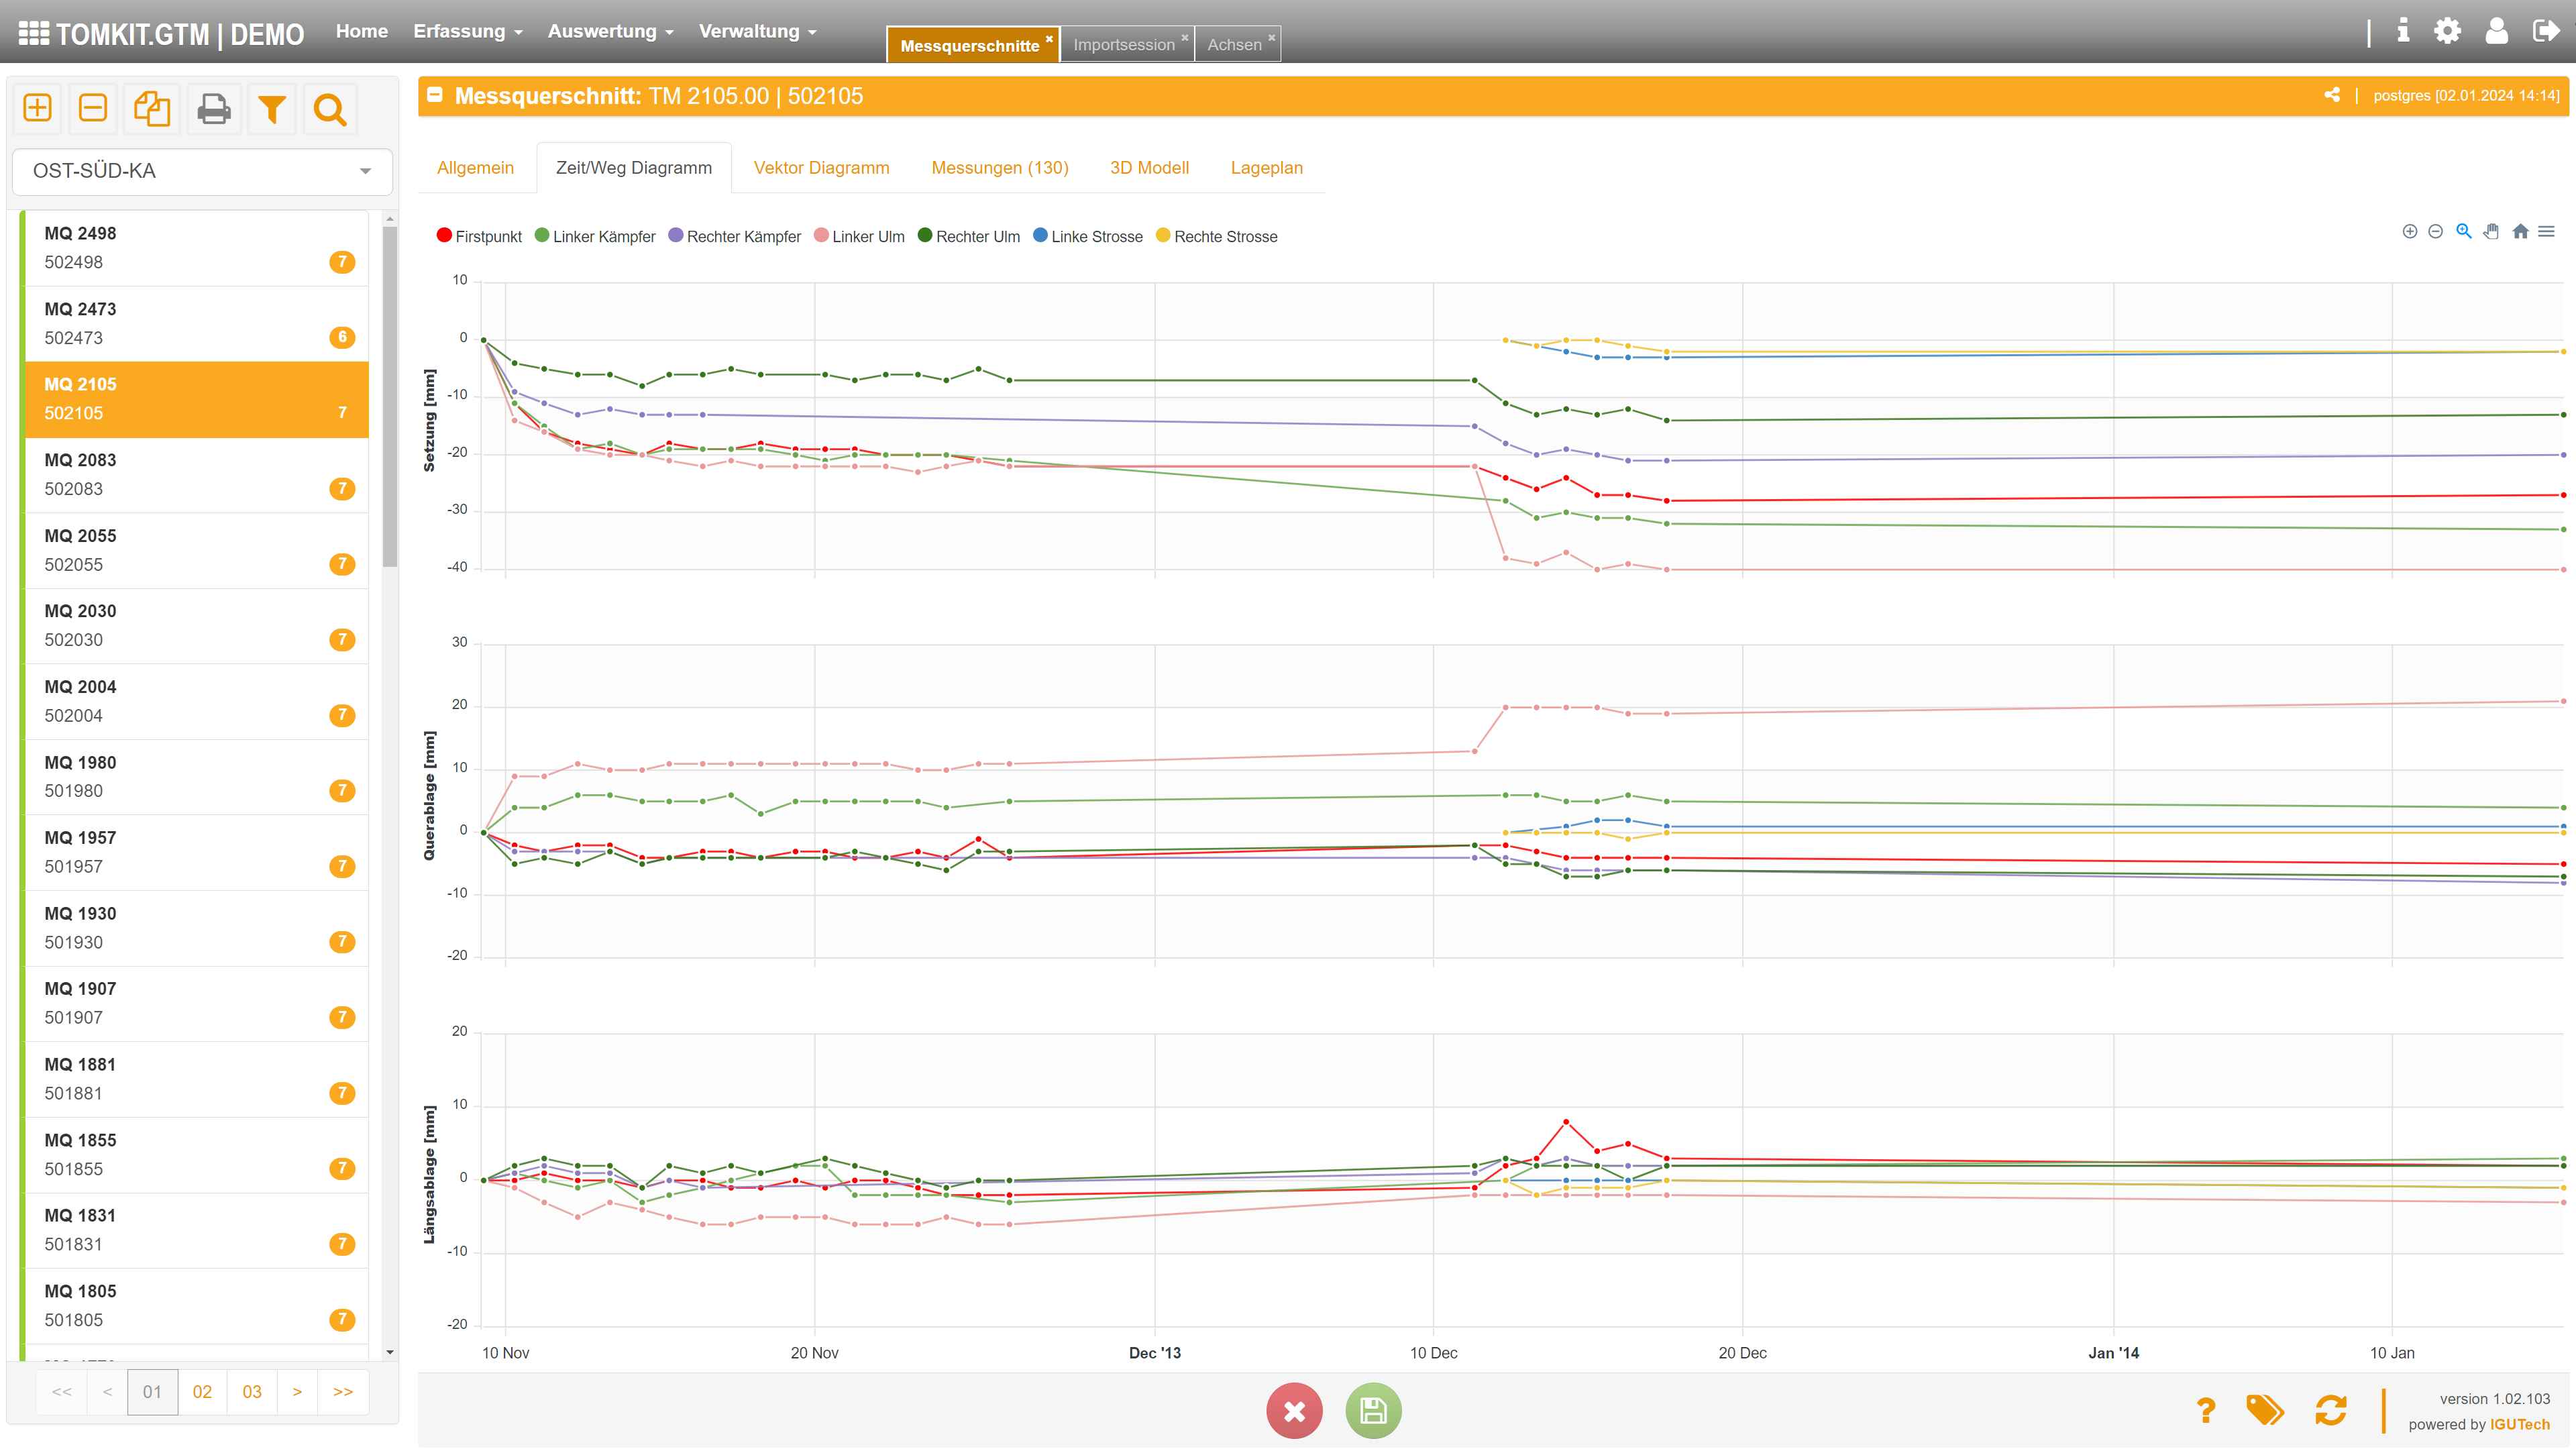 TOMKIT.GTM | DEMO
Home Erfassung Auswertung Verwaltung
Messquerschnitte Importsession Achsen
OST-SÜD-KA
MQ 2498
502498 7
MQ 2473
502473 6
MQ 2105
502105 7
MQ 2083
502083 7
MQ 2055
502055 7
MQ 2030
502030 7
MQ 2004
502004 7
MQ 1980
501980 7
MQ 1957
501957 7
MQ 1930
501930 7
MQ 1907
501907 7
MQ 1881
501881 7
MQ 1855
501855 7
MQ 1831
501831 7
MQ 1805
501805 7
<< < 01 02 03 > >>
Messquerschnitt: TM 2105.00 | 502105
| postgres [02.01.2024 14:14]
Allgemein Zeit/Weg Diagramm Vektor Diagramm Messungen (130) 3D Modell Lageplan
Firstpunkt Linker Kämpfer Rechter Kämpfer Linker Ulm Rechter Ulm Linke Strosse Rechte Strosse
Setzung [mm]
10
0
-10
-20
-30
-40
Querablage [mm]
30
20
10
0
-10
-20
Längsablage [mm]
20
10
0
-10
-20
10 Nov 20 Nov Dec '13 10 Dec 20 Dec Jan '14 10 Jan
version 1.02.103
powered by IGUTech